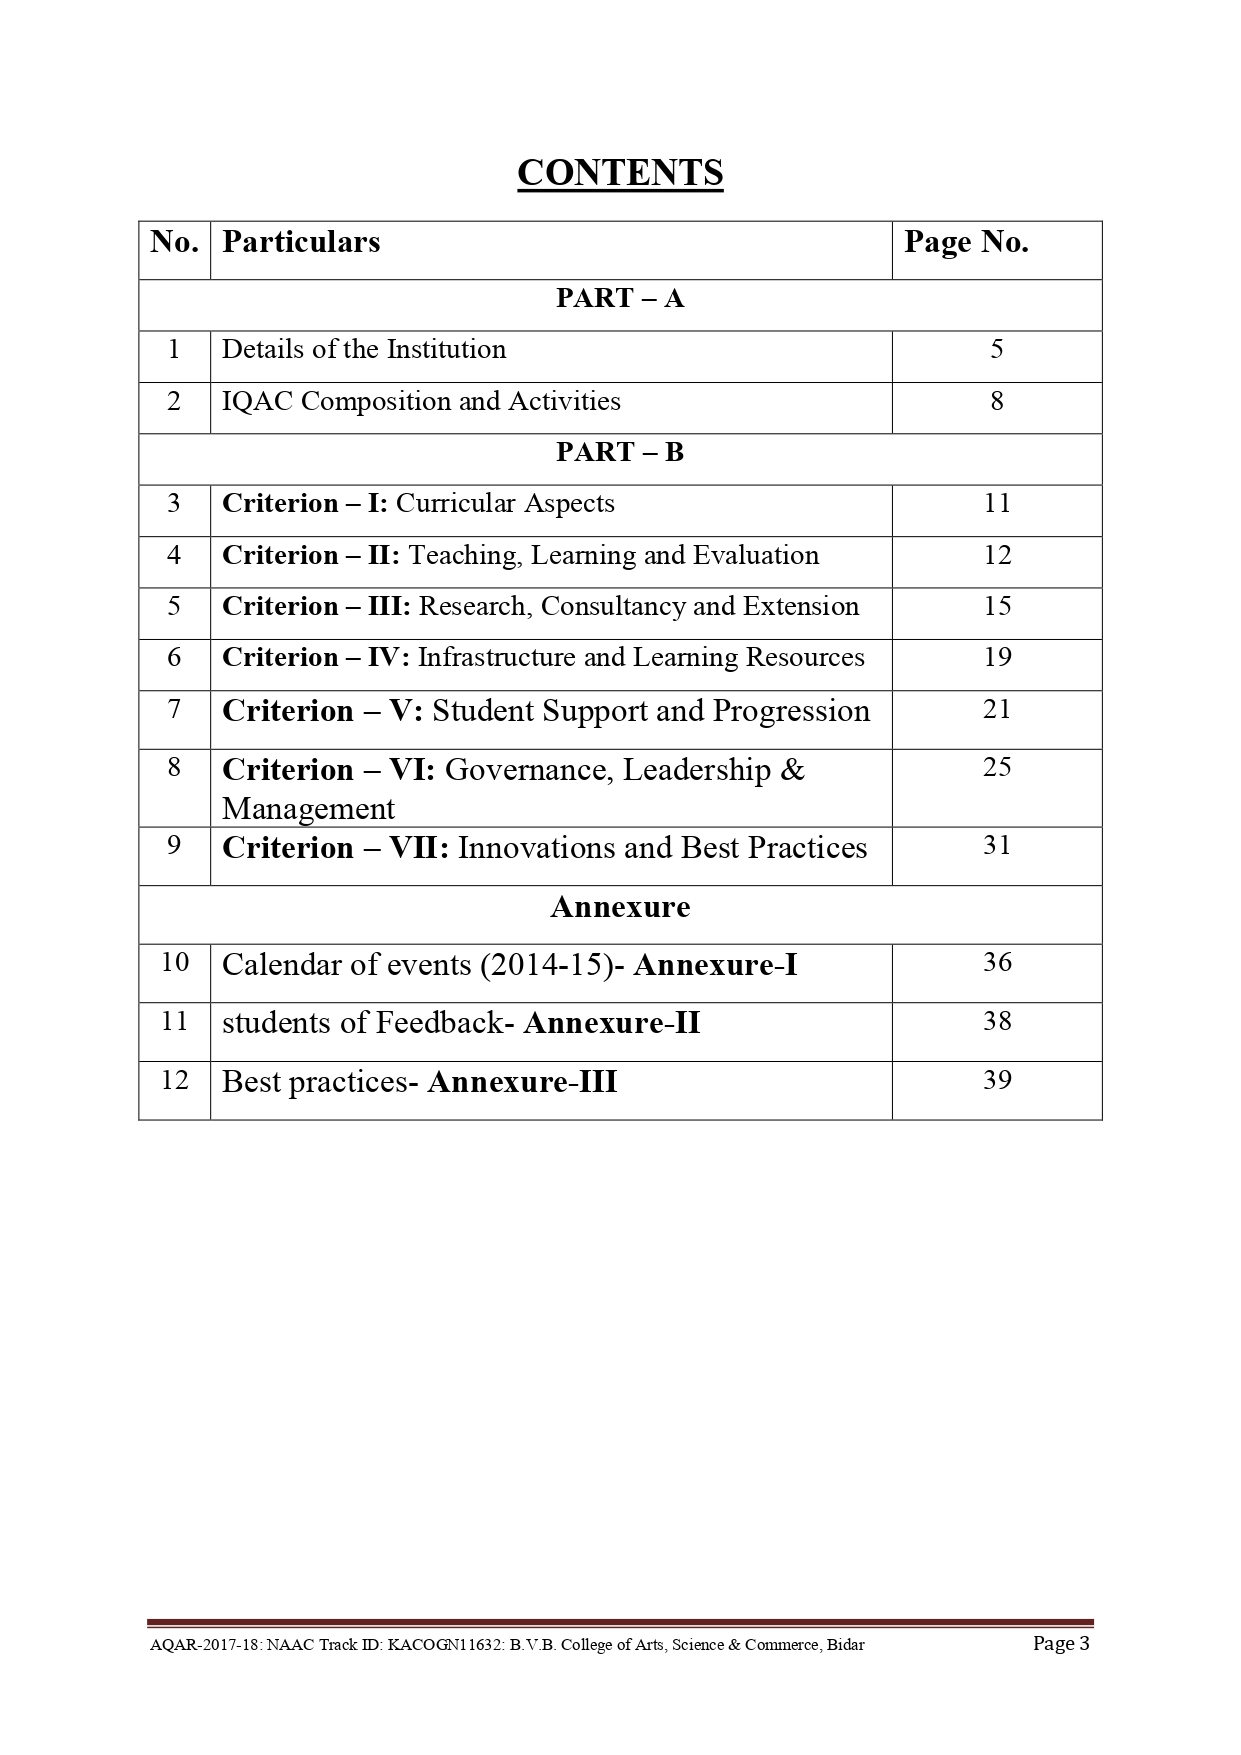 CONTENTS
No. Particulars Page No.
PART – A
1 Details of the Institution 5
2 IQAC Composition and Activities 8
PART – B
3 Criterion – I: Curricular Aspects 11
4 Criterion – II: Teaching, Learning and Evaluation 12
5 Criterion – III: Research, Consultancy and Extension 15
6 Criterion – IV: Infrastructure and Learning Resources 19
7 Criterion – V: Student Support and Progression 21
8 Criterion – VI: Governance, Leadership & 25
Management
9 Criterion – VII: Innovations and Best Practices 31
Annexure
10 Calendar of events (2014-15)- Annexure-I 36
11 students of Feedback- Annexure-II 38
12 Best practices- Annexure-III 39
AQAR-2017-18: NAAC Track ID: KACOGN11632: B.V.B. College of Arts, Science & Commerce, Bidar Page 3